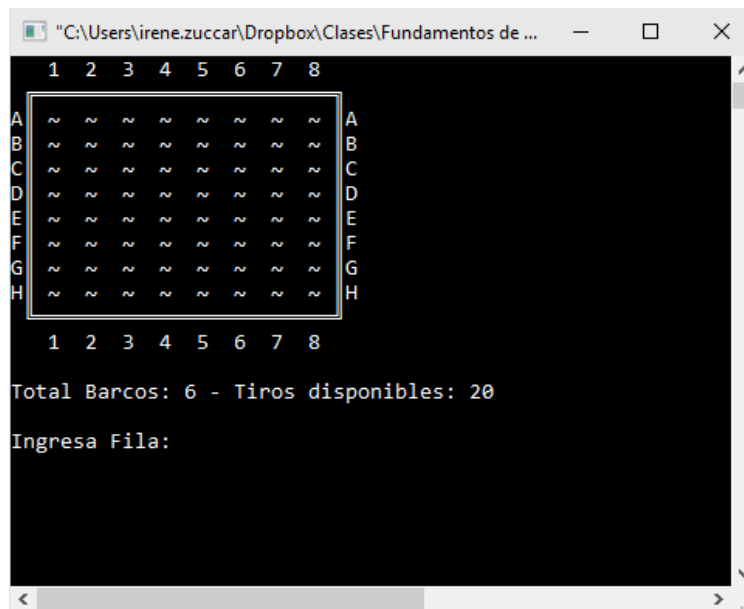 "C:\Users\irene.zuccar\Dropbox\Clases\Fundamentos de ...
1 2 3 4 5 6 7 8
A ~ ~ ~ ~ ~ ~ ~ ~ A
B ~ ~ ~ ~ ~ ~ ~ ~ B
C ~ ~ ~ ~ ~ ~ ~ ~ C
D ~ ~ ~ ~ ~ ~ ~ ~ D
E ~ ~ ~ ~ ~ ~ ~ ~ E
F ~ ~ ~ ~ ~ ~ ~ ~ F
G ~ ~ ~ ~ ~ ~ ~ ~ G
H ~ ~ ~ ~ ~ ~ ~ ~ H
1 2 3 4 5 6 7 8
Total Barcos: 6 - Tiros disponibles: 20
Ingresa Fila: